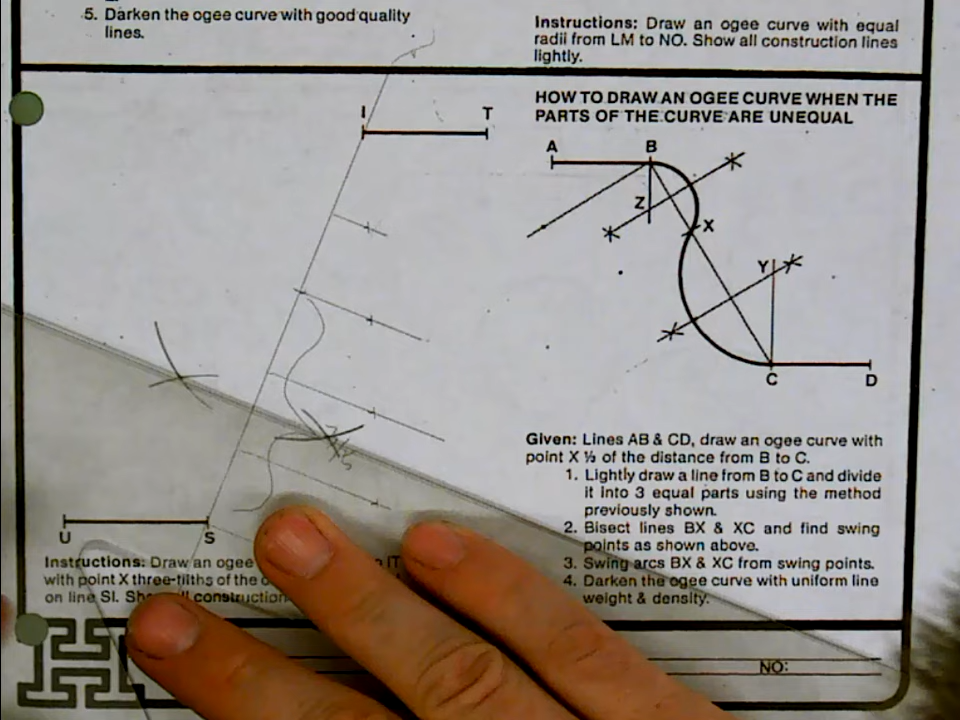 5. Darken the ogee curve with good quality
lines.
Instructions: Draw an ogee curve with equal
radii from LM to NO. Show all construction lines
lightly.
I T
HOW TO DRAW AN OGEE CURVE WHEN THE
PARTS OF THE CURVE ARE UNEQUAL
A B
Z X
Y
C D
3/5
U S
Instructions: Draw an ogee IT
with point X three-fifths of the
on line SI. construction
Given: Lines AB & CD, draw an ogee curve with
point X ⅓ of the distance from B to C.
1. Lightly draw a line from B to C and divide
it into 3 equal parts using the method
previously shown.
2. Bisect lines BX & XC and find swing
points as shown above.
3. Swing arcs BX & XC from swing points.
4. Darken the ogee curve with uniform line
weight & density.
NO: